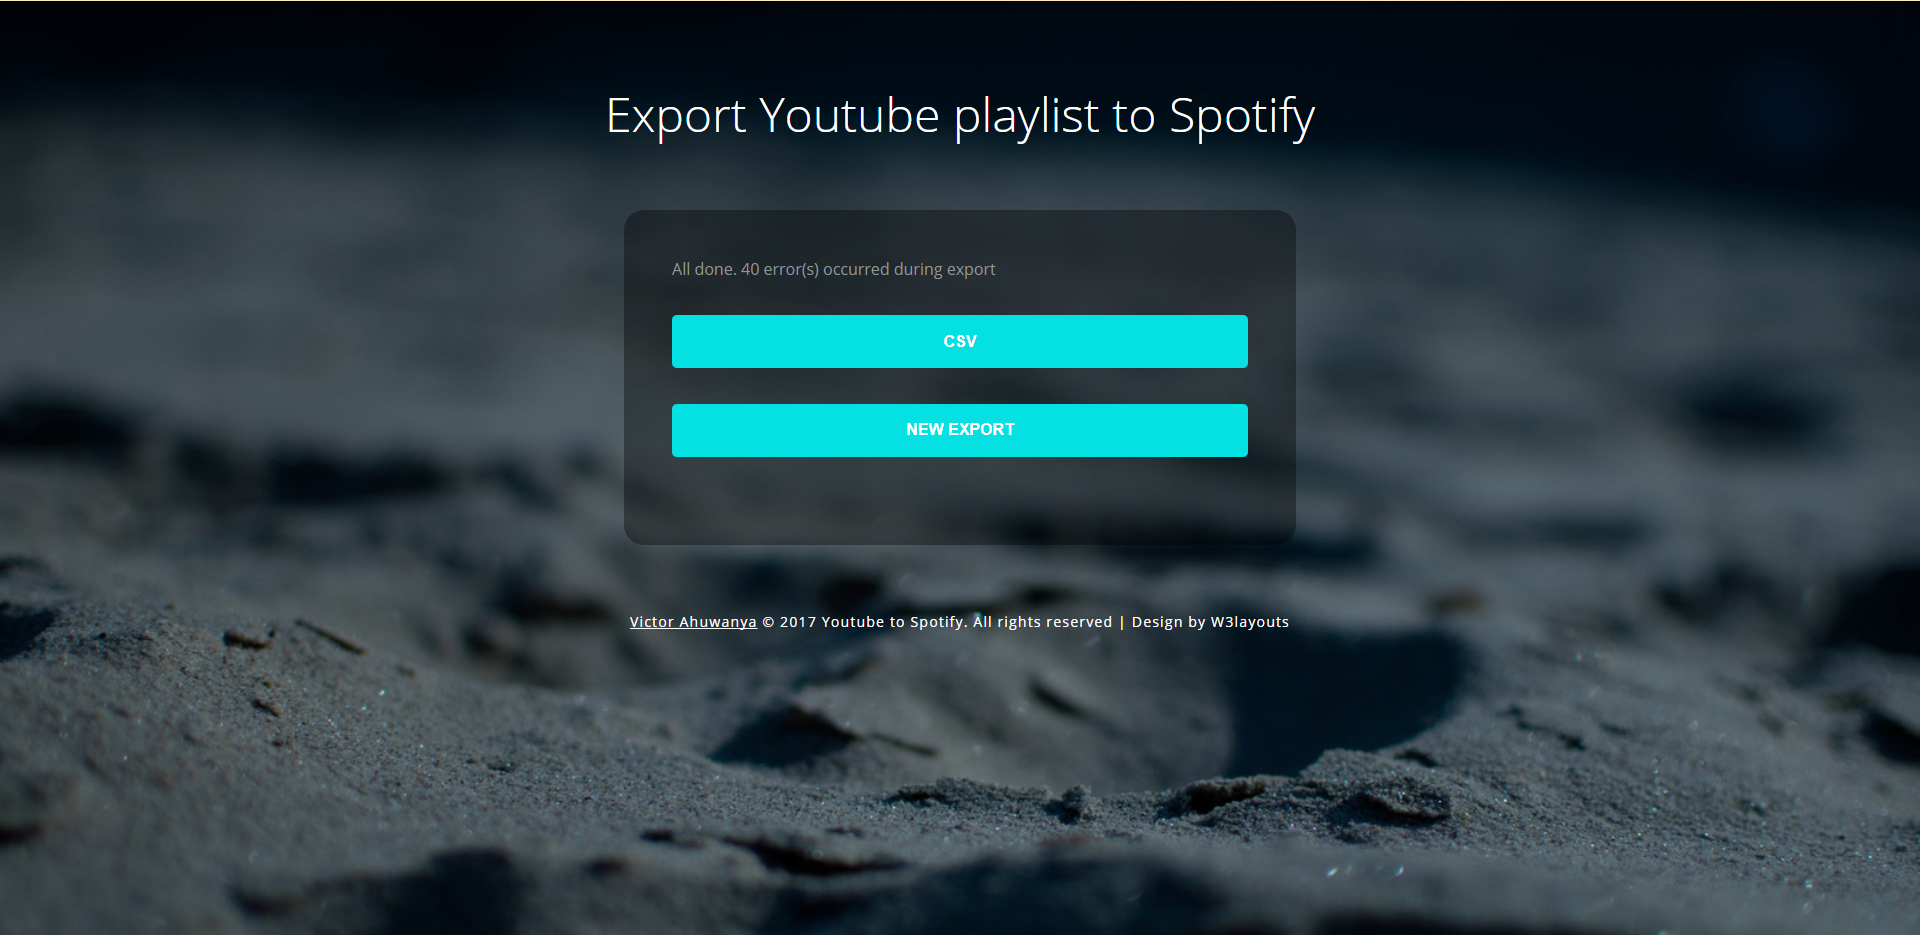 Export Youtube playlist to Spotify
All done. 40 error(s) occurred during export
CSV
NEW EXPORT
Victor Ahuwanya © 2017 Youtube to Spotify. All rights reserved | Design by W3layouts